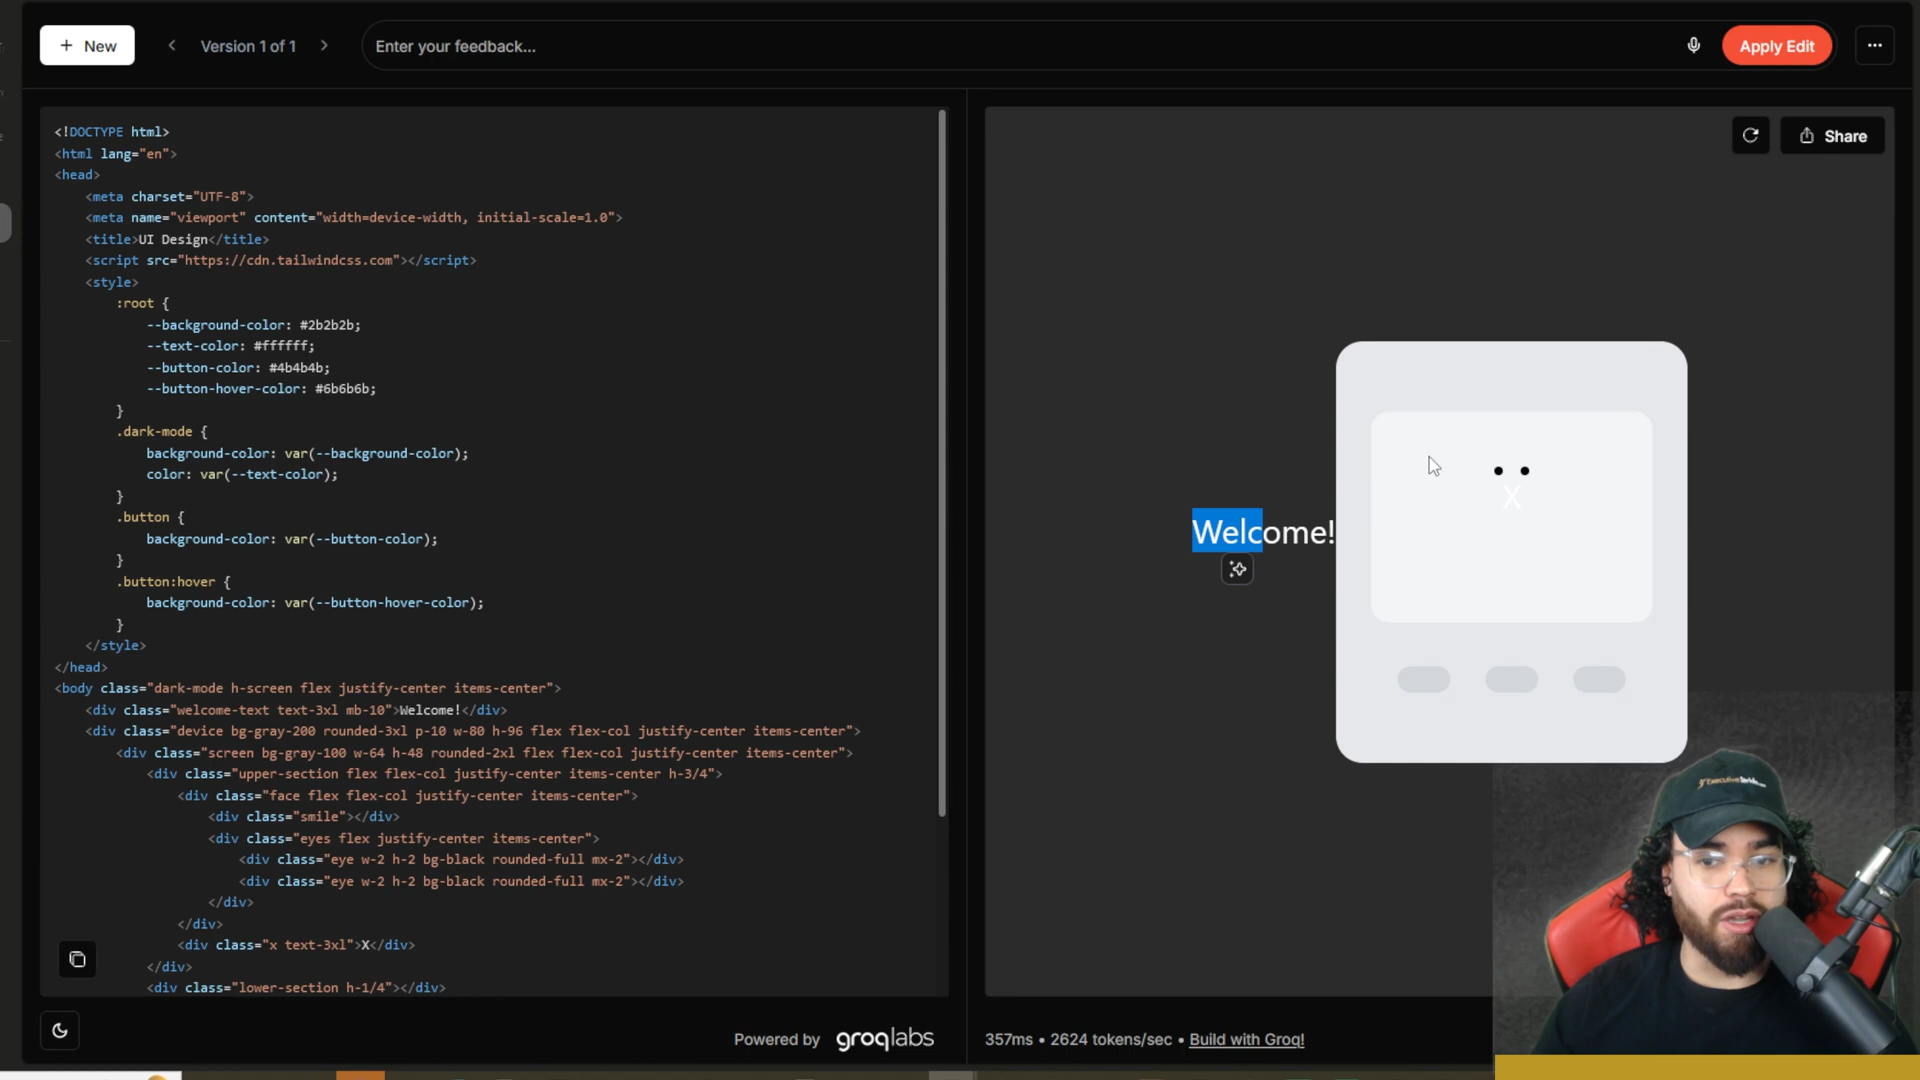 + New
Version 1 of 1
Enter your feedback...
Apply Edit
<!DOCTYPE html>
<html lang="en">
<head>
<meta charset="UTF-8">
<meta name="viewport" content="width=device-width, initial-scale=1.0">
<title>UI Design</title>
<script src="https://cdn.tailwindcss.com"></script>
<style>
:root {
--background-color: #2b2b2b;
--text-color: #ffffff;
--button-color: #4b4b4b;
--button-hover-color: #6b6b6b;
}
.dark-mode {
background-color: var(--background-color);
color: var(--text-color);
}
.button {
background-color: var(--button-color);
}
.button:hover {
background-color: var(--button-hover-color);
}
</style>
</head>
<body class="dark-mode h-screen flex justify-center items-center">
<div class="welcome-text text-3xl mb-10">Welcome!</div>
<div class="device bg-gray-200 rounded-3xl p-10 w-80 h-96 flex flex-col justify-center items-center">
<div class="screen bg-gray-100 w-64 h-48 rounded-2xl flex flex-col justify-center items-center">
<div class="upper-section flex flex-col justify-center items-center h-3/4">
<div class="face flex flex-col justify-center items-center">
<div class="smile"></div>
<div class="eyes flex justify-center items-center">
<div class="eye w-2 h-2 bg-black rounded-full mx-2"></div>
<div class="eye w-2 h-2 bg-black rounded-full mx-2"></div>
</div>
</div>
<div class="x text-3xl">X</div>
</div>
<div class="lower-section h-1/4"></div>
Powered by groqlabs
Share
X
Welcome!
357ms • 2624 tokens/sec • Build with Groq!